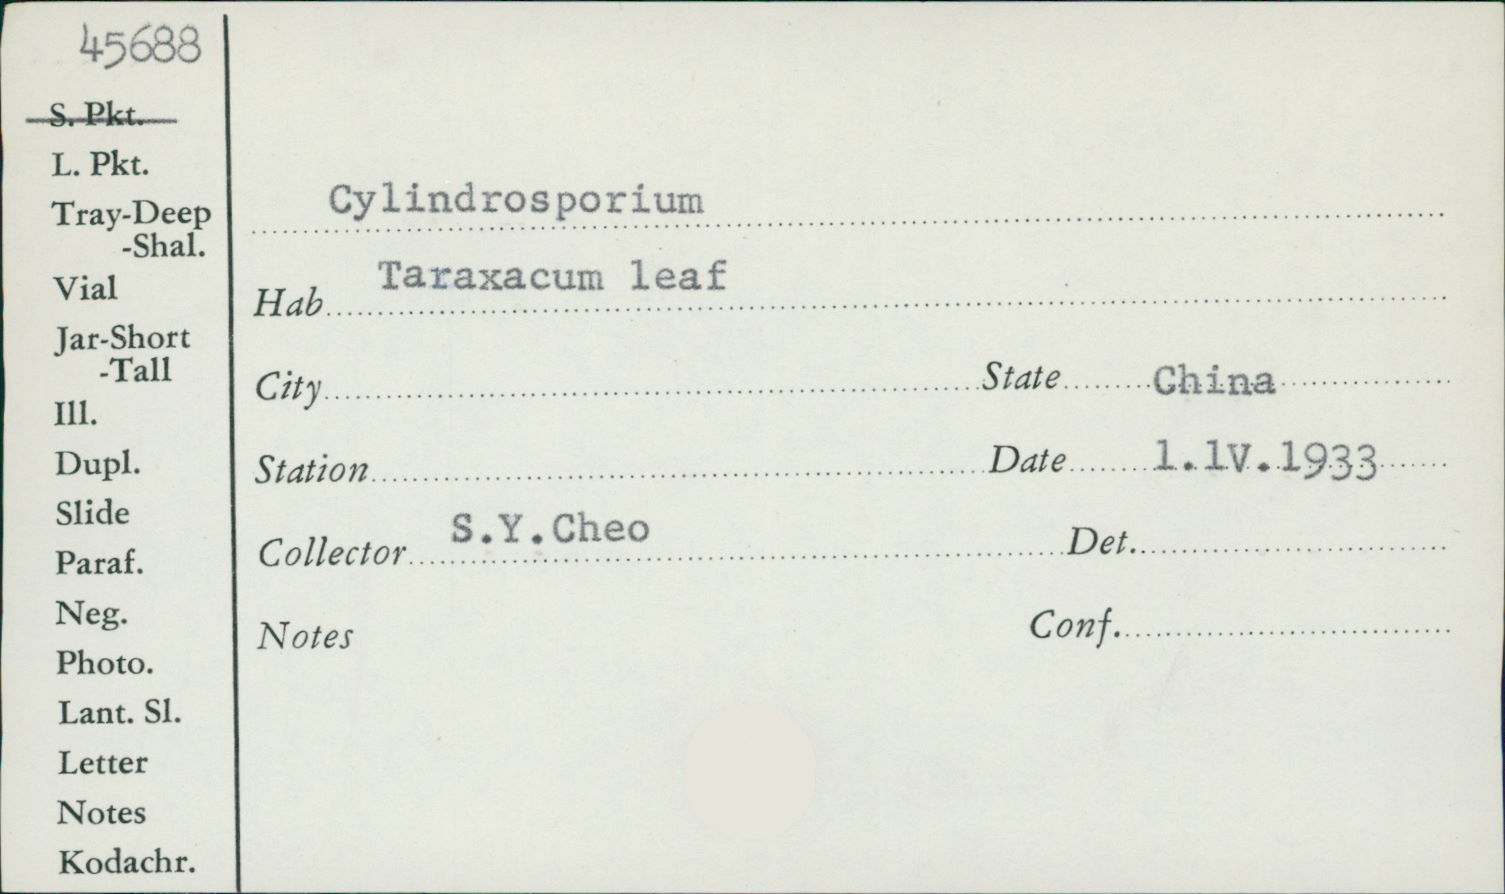 45688
S. Pkt.
L. Pkt.
Tray-Deep
-Shal.
Vial
Jar-Short
-Tall
Ill.
Dupl.
Slide
Paraf.
Neg.
Photo.
Lant. Sl.
Letter
Notes
Kodachr.
Cylindrosporium
Hab Taraxacum leaf
City State China
Station Date 1.1V.1933
Collector S.Y.Cheo Det.
Notes Conf.